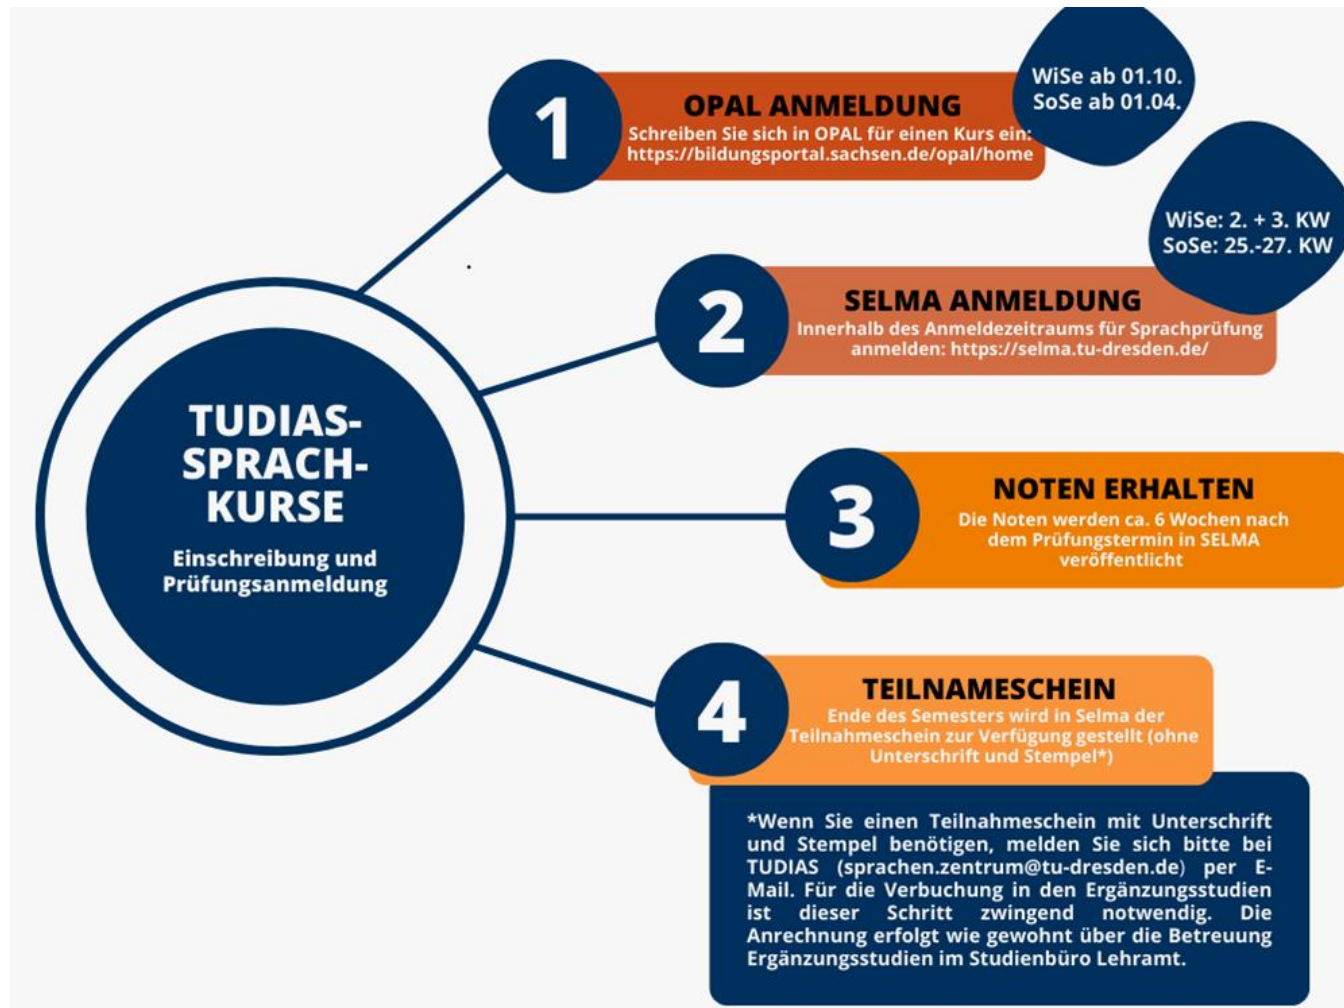 TUDIAS-
SPRACH-
KURSE
Einschreibung und
Prüfungsanmeldung
1
OPAL ANMELDUNG
Schreiben Sie sich in OPAL für einen Kurs ein:
https://bildungsportal.sachsen.de/opal/home
WiSe ab 01.10.
SoSe ab 01.04.
2
SELMA ANMELDUNG
Innerhalb des Anmeldezeitraums für Sprachprüfung
anmelden: https://selma.tu-dresden.de/
WiSe: 2. + 3. KW
SoSe: 25.-27. KW
3
NOTEN ERHALTEN
Die Noten werden ca. 6 Wochen nach
dem Prüfungstermin in SELMA
veröffentlicht
4
TEILNAMESCHEIN
Ende des Semesters wird in Selma der
Teilnahmeschein zur Verfügung gestellt (ohne
Unterschrift und Stempel*)
*Wenn Sie einen Teilnahmeschein mit Unterschrift
und Stempel benötigen, melden Sie sich bitte bei
TUDIAS (sprachen.zentrum@tu-dresden.de) per E-
Mail. Für die Verbuchung in den Ergänzungsstudien
ist dieser Schritt zwingend notwendig. Die
Anrechnung erfolgt wie gewohnt über die Betreuung
Ergänzungsstudien im Studienbüro Lehramt.